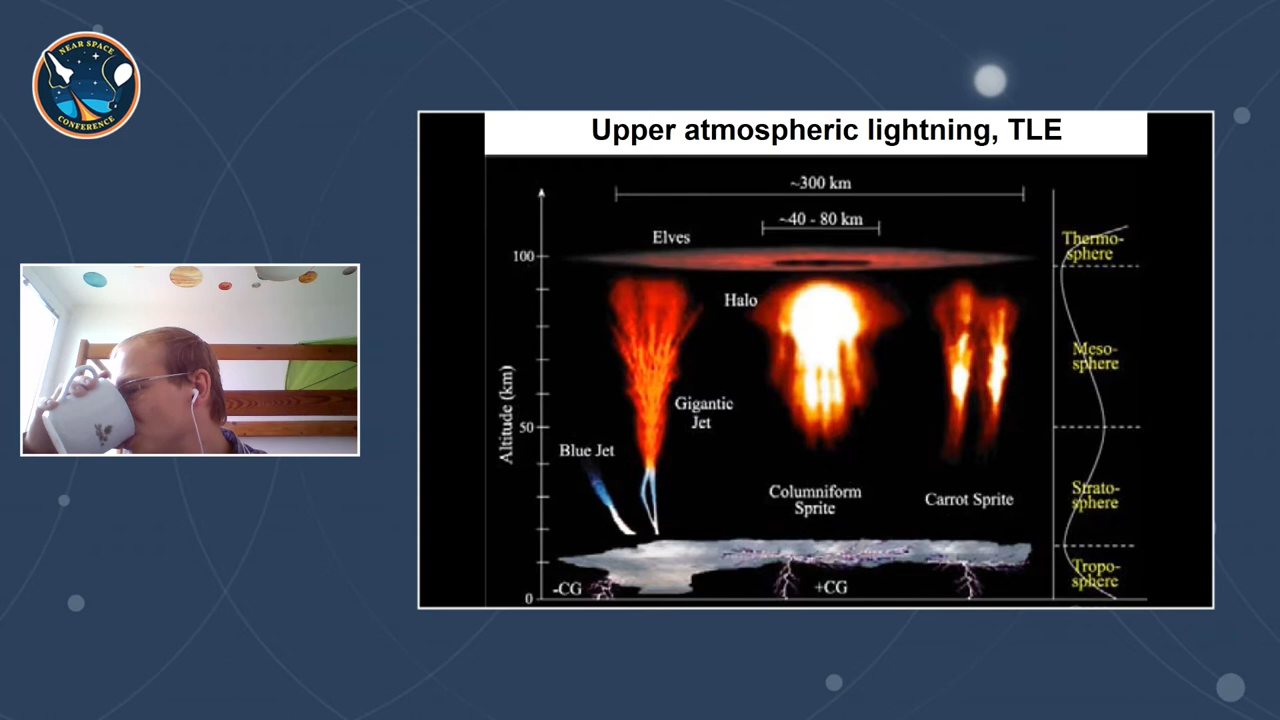 NEAR SPACE
CONFERENCE
Upper atmospheric lightning, TLE
~300 km
~40 - 80 km
Elves
Thermo-
sphere
100
Halo
Meso-
sphere
Altitude (km)
Gigantic
Jet
50
Blue Jet
Columniform
Sprite
Carrot Sprite
Strato-
sphere
Tropo-
sphere
-CG
+CG
0